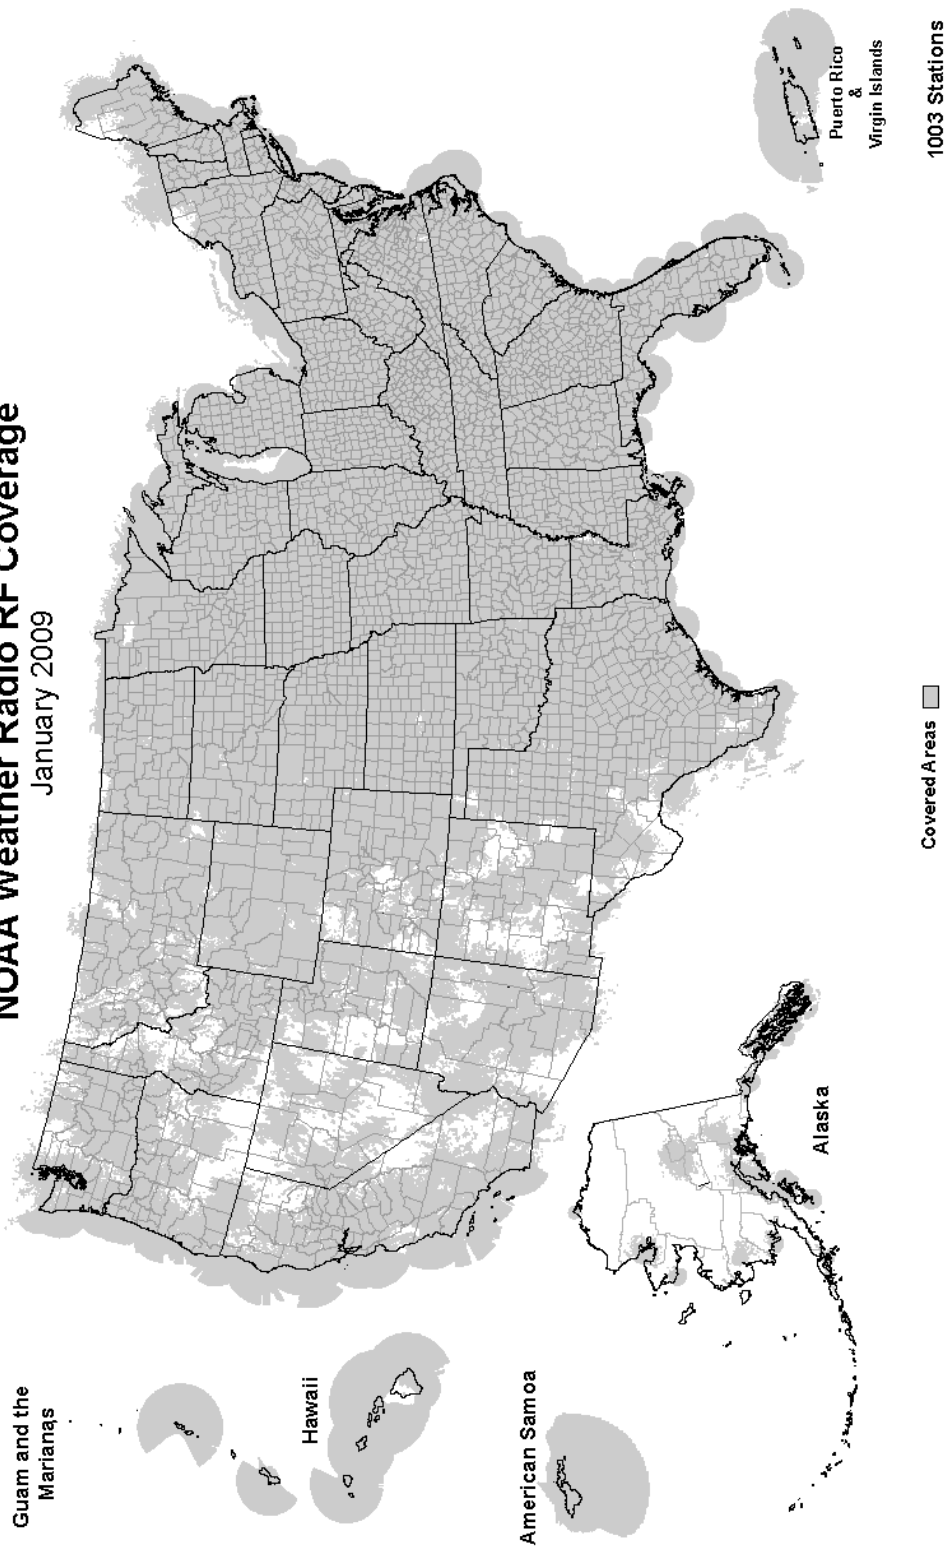 NOAA Weather Radio RF Coverage
January 2009
Guam and the
Marianas
Hawaii
American Samoa
Alaska
Covered Areas
Puerto Rico
&
Virgin Islands
1003 Stations